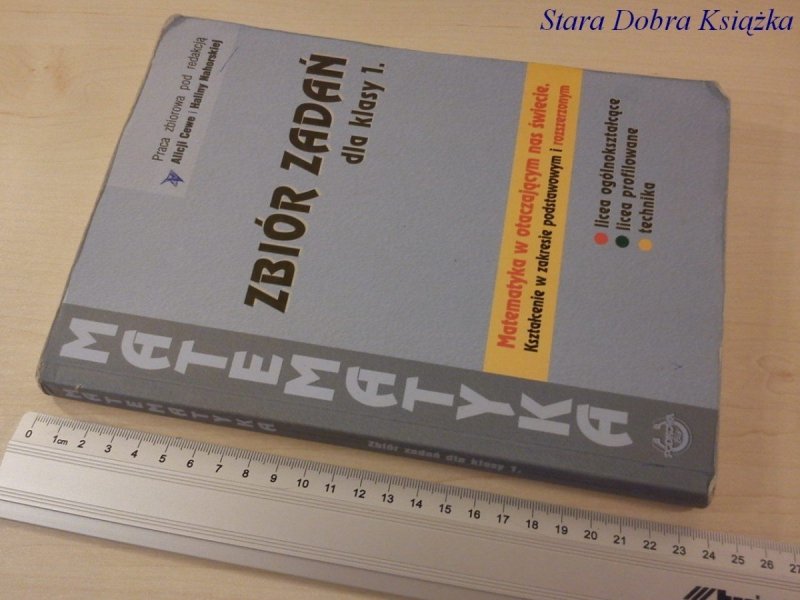 Stara Dobra Książka
Praca zbiorowa pod redakcją
Alicji Cewe i Haliny Nahorskiej
ZBIÓR ZADAŃ
dla klasy 1.
Matematyka w otaczającym nas świecie.
Kształcenie w zakresie podstawowym i rozszerzonym
licea ogólnokształcące
licea profilowane
technika
MATEMATYKA
PODKOWA
MATEMATYKA
Zbiór zadań dla klasy 1.
0 1cm 2 3 4 5 6 7 8 9 10 11 12 13 14 15 16 17 18 19 20 21 22 23 24 25 26 27